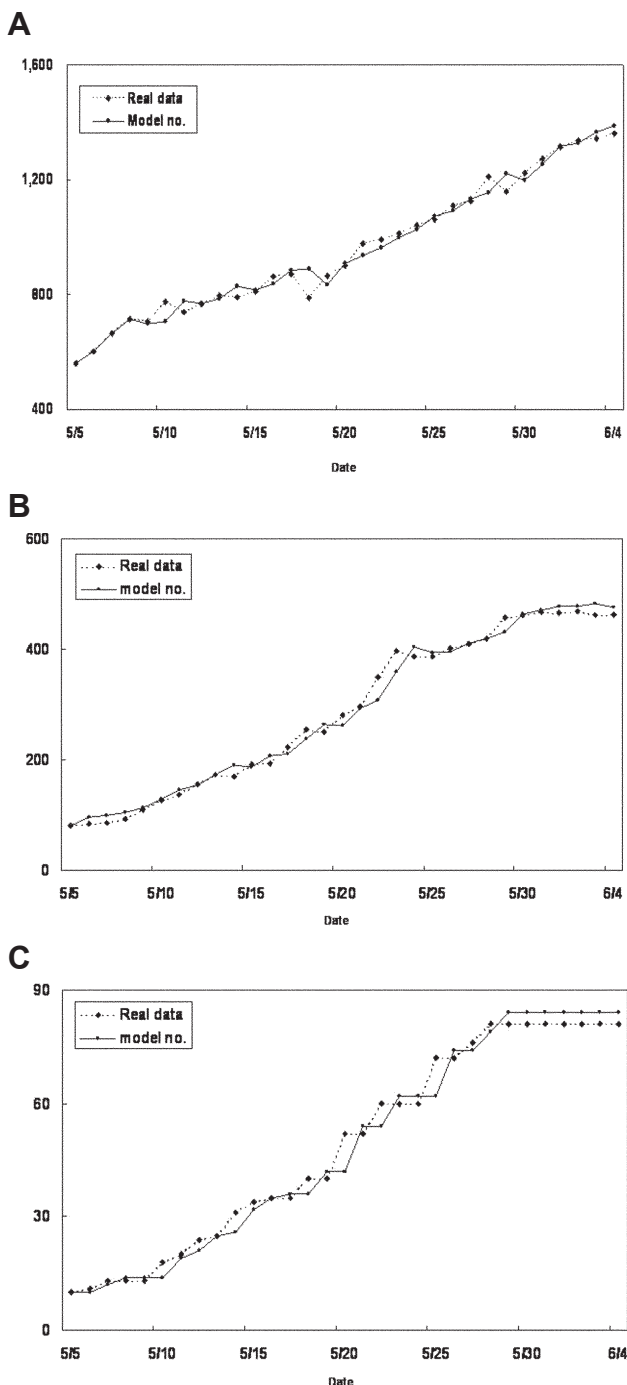 A
1,600
Real data
Model no.
1,200
800
400
5/5 5/10 5/15 5/20 5/25 5/30 6/4
Date
B
600
Real data
model no.
400
200
0
5/5 5/10 5/15 5/20 5/25 5/30 6/4
Date
C
90
Real data
model no.
60
30
0
5/5 5/10 5/15 5/20 5/25 5/30 6/4
Date